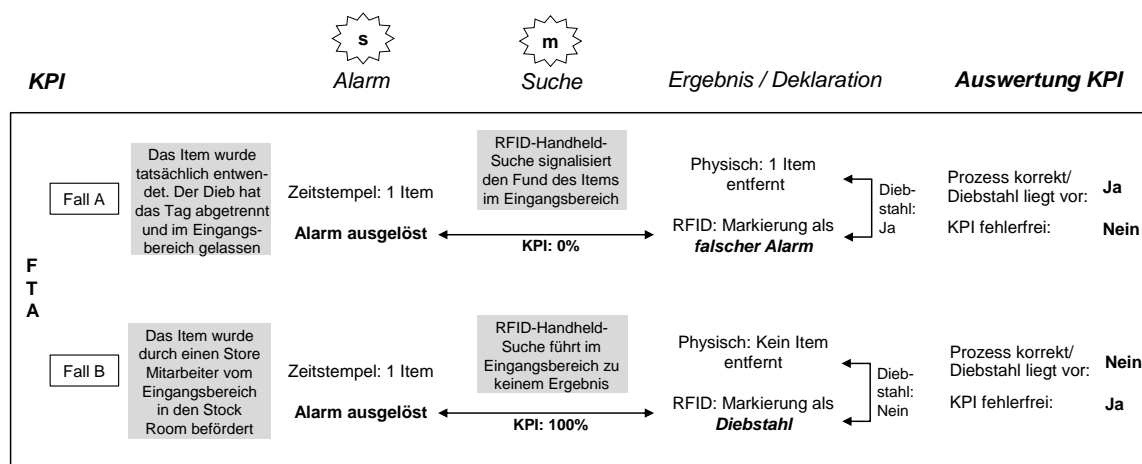 s
m
KPI
Alarm
Suche
Ergebnis / Deklaration
Auswertung KPI
F
T
A
Fall A
Das Item wurde
tatsächlich entwen-
det. Der Dieb hat
das Tag abgetrennt
und im Eingangs-
bereich gelassen
Zeitstempel: 1 Item
Alarm ausgelöst
RFID-Handheld-
Suche signalisiert
den Fund des Items
im Eingangsbereich
KPI: 0%
Physisch: 1 Item
entfernt
RFID: Markierung als
falscher Alarm
Dieb-
stahl:
Ja
Prozess korrekt/
Diebstahl liegt vor:
Ja
KPI fehlerfrei:
Nein
Fall B
Das Item wurde
durch einen Store
Mitarbeiter vom
Eingangsbereich
in den Stock
Room befördert
Zeitstempel: 1 Item
Alarm ausgelöst
RFID-Handheld-
Suche führt im
Eingangsbereich zu
keinem Ergebnis
KPI: 100%
Physisch: Kein Item
entfernt
RFID: Markierung als
Diebstahl
Dieb-
stahl:
Nein
Prozess korrekt/
Diebstahl liegt vor:
Nein
KPI fehlerfrei:
Ja